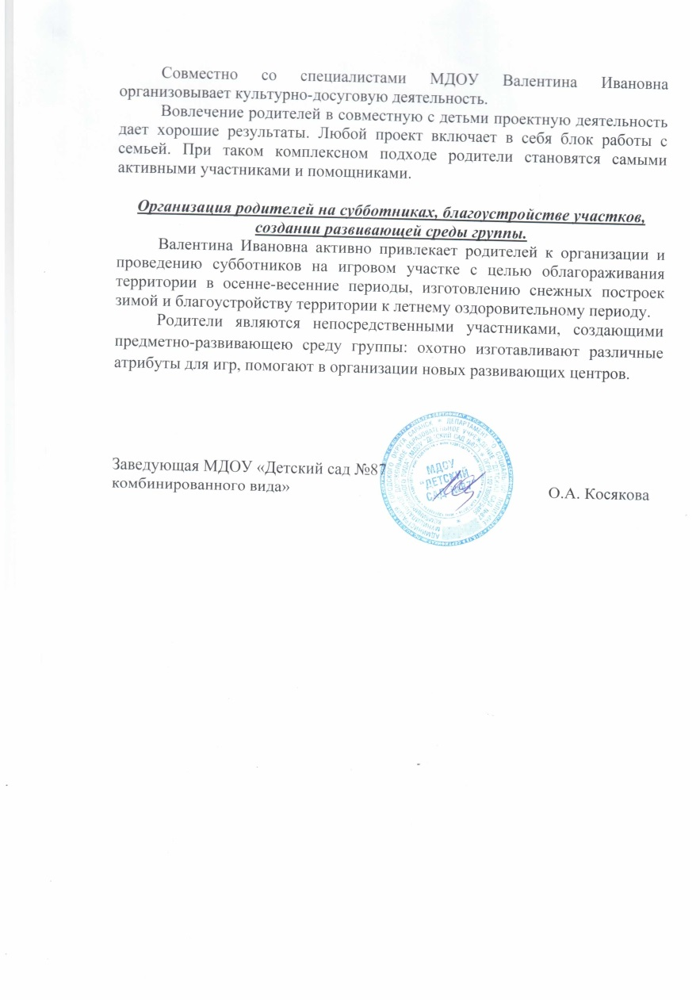 Совместно со специалистами МДОУ Валентина Ивановна
организовывает культурно-досуговую деятельность.
Вовлечение родителей в совместную с детьми проектную деятельность
дает хорошие результаты. Любой проект включает в себя блок работы с
семьей. При таком комплексном подходе родители становятся самыми
активными участниками и помощниками.
Организация родителей на субботниках, благоустройстве участков,
создании развивающей среды группы.
Валентина Ивановна активно привлекает родителей к организации и
проведению субботников на игровом участке с целью облагораживания
территории в осенне-весенние периоды, изготовлению снежных построек
зимой и благоустройству территории к летнему оздоровительному периоду.
Родители являются непосредственными участниками, создающими
предметно-развивающею среду группы: охотно изготавливают различные
атрибуты для игр, помогают в организации новых развивающих центров.
Заведующая МДОУ «Детский сад №87
комбинированного вида»
МДОУ
"ДЕТСКИЙ
САД
О.А. Косякова